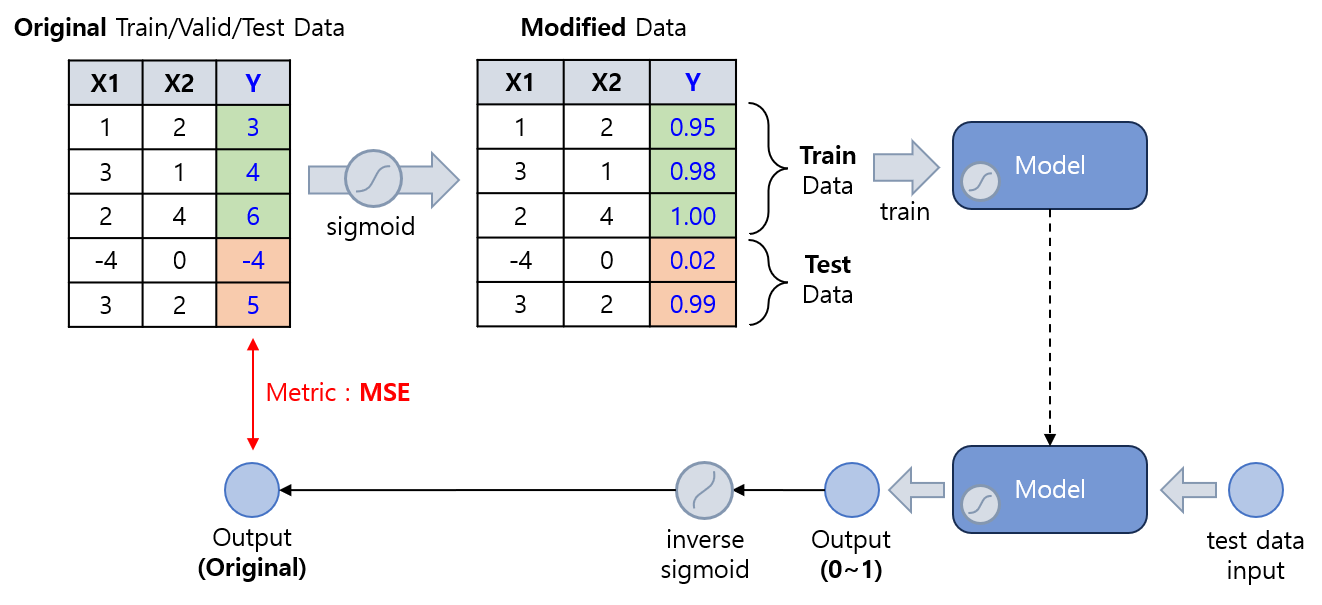 Original Train/Valid/Test Data
Modified Data
X1 X2 Y
1 2 3
3 1 4
2 4 6
-4 0 -4
3 2 5
sigmoid
X1 X2 Y
1 2 0.95
3 1 0.98
2 4 1.00
-4 0 0.02
3 2 0.99
Train
Data
Test
Data
train
Model
Metric : MSE
Output
(Original)
inverse
sigmoid
Output
(0~1)
Model
test data
input